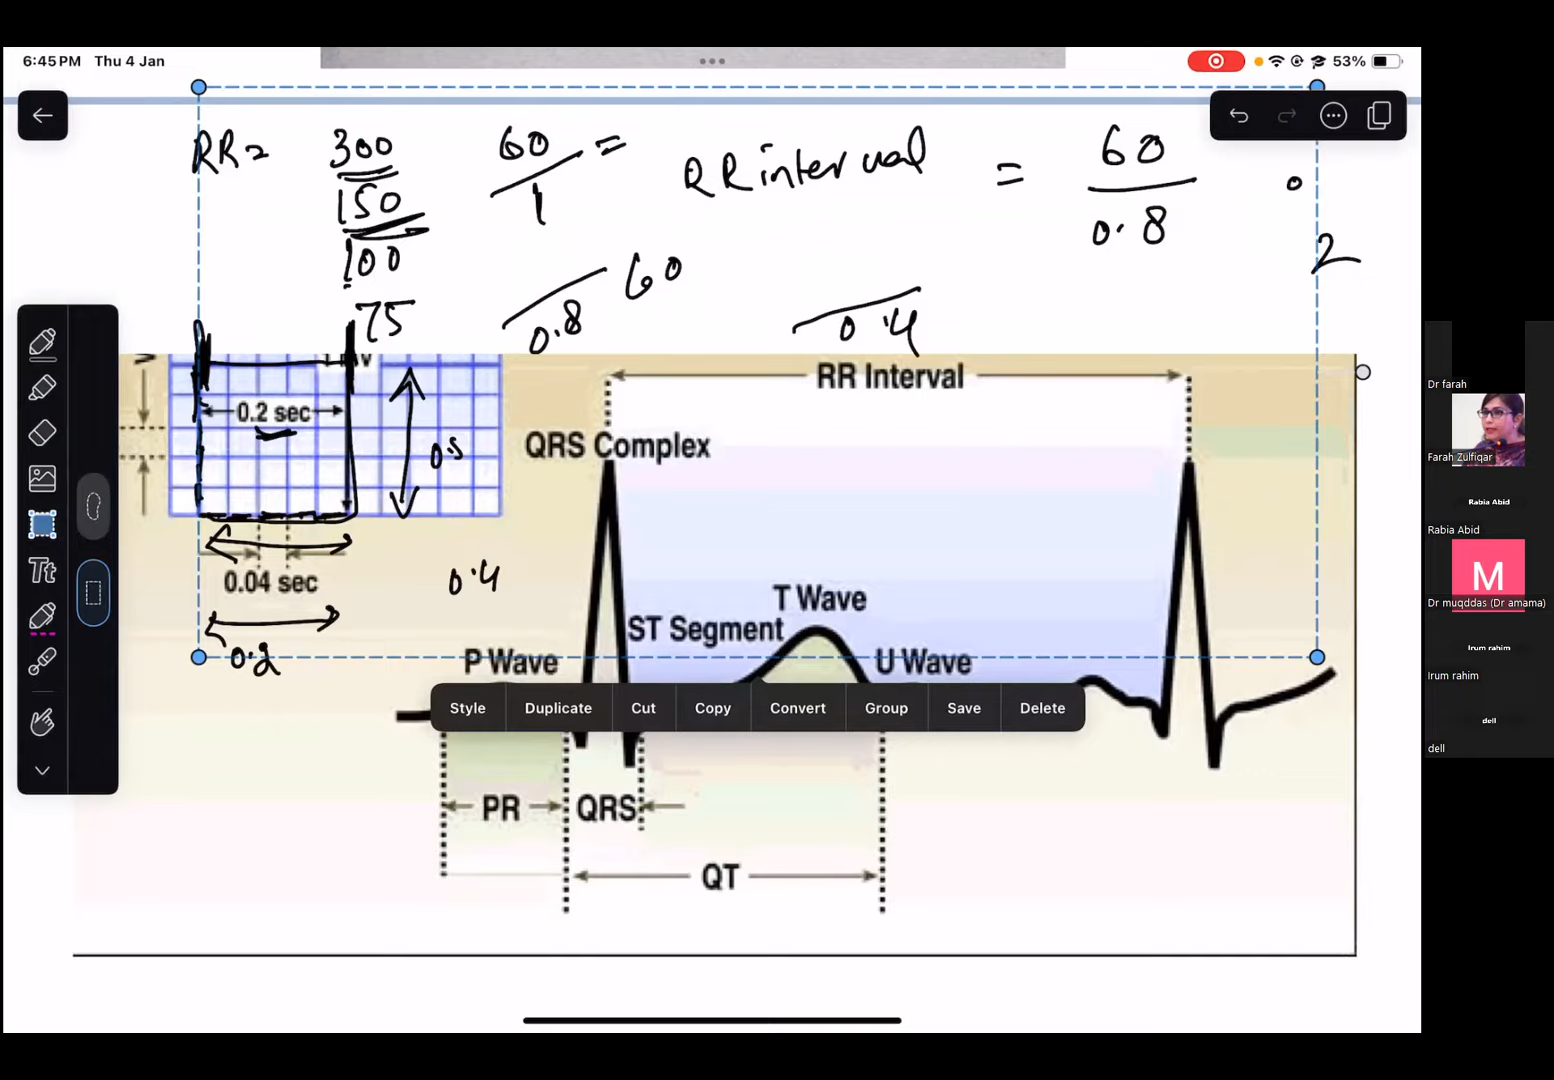 6:45 PM Thu 4 Jan
53%
RR =
300
150
100
75
60
1
=
RR interval
=
60
0.8
2
60
0.8
0.4
0.2 sec
0.5
RR Interval
QRS Complex
0.04 sec
0.2
0.4
T Wave
ST Segment
P Wave
U Wave
Style Duplicate Cut Copy Convert Group Save Delete
PR
QRS
QT
Tt
Dr farah
Farah Zulfiqar
Rabia Abid
Rabia Abid
M
Dr muqddas (Dr amama)
Irum rahim
Irum rahim
dell
dell